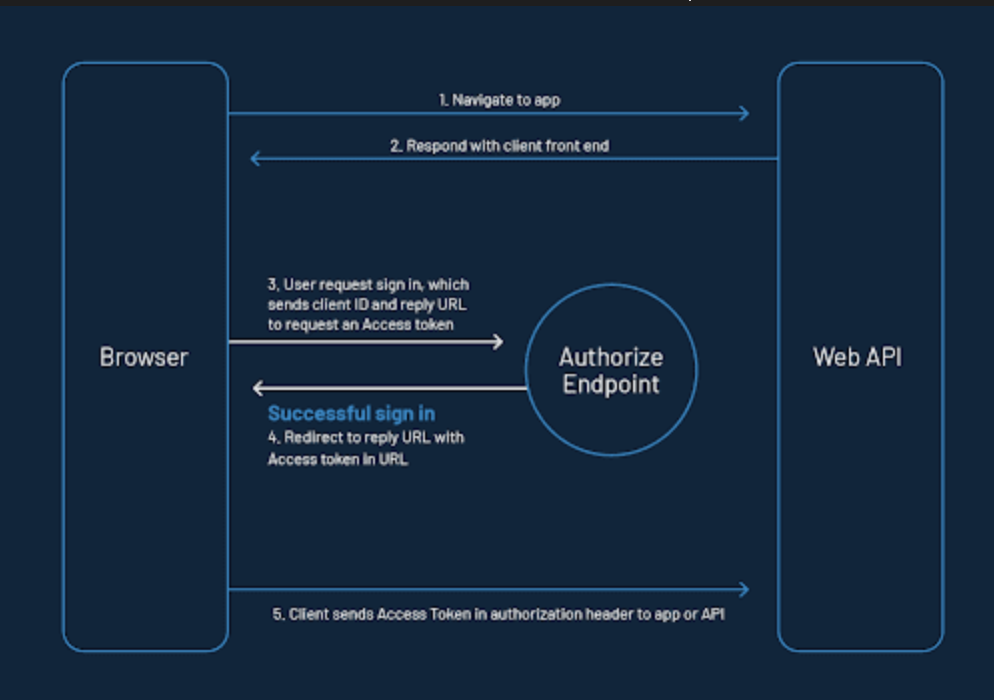 1. Navigate to app
2. Respond with client front end
3. User request sign in, which
sends client ID and reply URL
to request an Access token
Browser
Authorize
Endpoint
Web API
Successful sign in
4. Redirect to reply URL with
Access token in URL
5. Client sends Access Token in authorization header to app or API